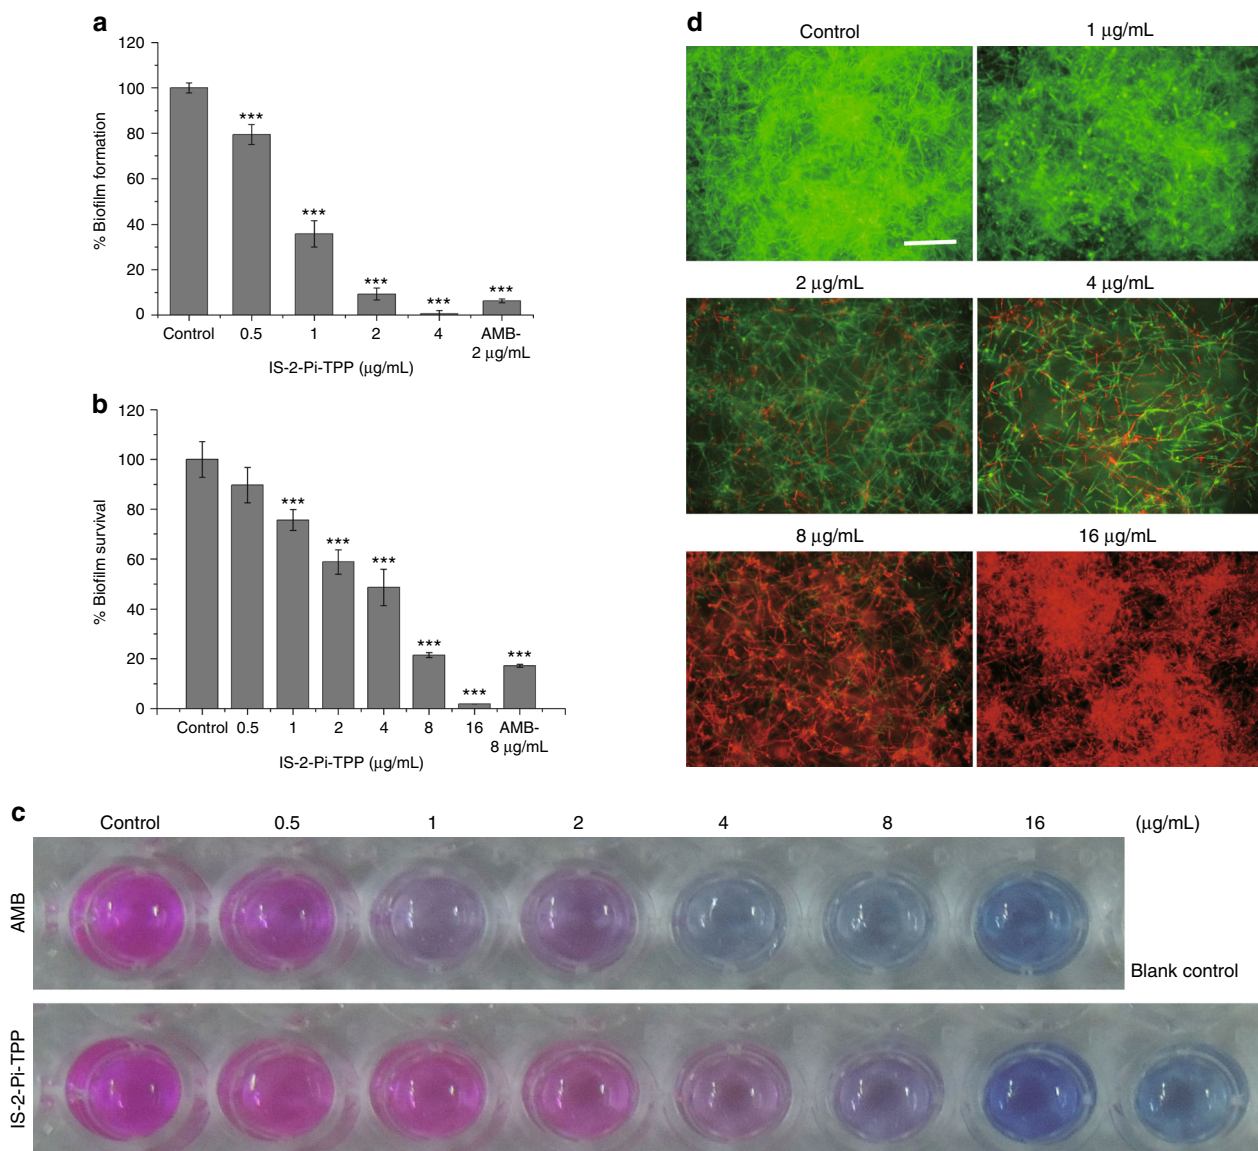 a
120
100
80
60
40
20
0
% Biofilm formation
***
***
***
***
***
Control
0.5
1
2
4
AMB-
2 μg/mL
IS-2-Pi-TPP (μg/mL)
b
120
100
80
60
40
20
0
% Biofilm survival
***
***
***
***
***
***
Control
0.5
1
2
4
8
16
AMB-
8 μg/mL
IS-2-Pi-TPP (μg/mL)
c
Control
0.5
1
2
4
8
16
(μg/mL)
AMB
Blank control
IS-2-Pi-TPP
d
Control
1 μg/mL
2 μg/mL
4 μg/mL
8 μg/mL
16 μg/mL